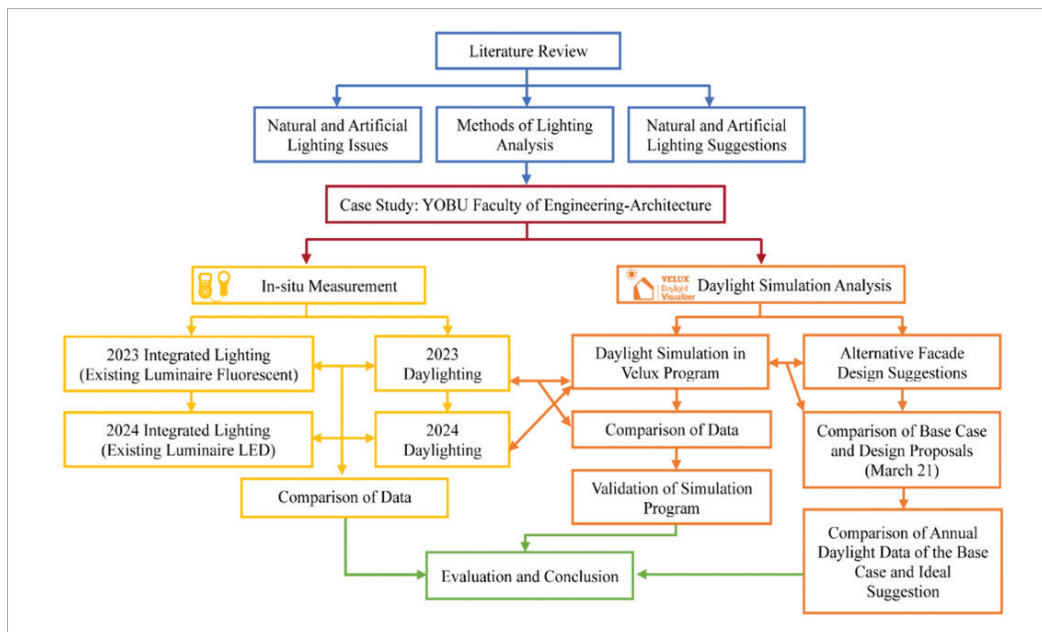 Literature Review
Natural and Artificial
Lighting Issues
Methods of Lighting
Analysis
Natural and Artificial
Lighting Suggestions
Case Study: YOBU Faculty of Engineering-Architecture
In-situ Measurement
VELUX
Daylight
Visualizer
Daylight Simulation Analysis
2023 Integrated Lighting
(Existing Luminaire Fluorescent)
2023
Daylighting
Daylight Simulation in
Velux Program
Alternative Facade
Design Suggestions
2024 Integrated Lighting
(Existing Luminaire LED)
2024
Daylighting
Comparison of Data
Comparison of Base Case
and Design Proposals
(March 21)
Comparison of Data
Validation of Simulation
Program
Evaluation and Conclusion
Comparison of Annual
Daylight Data of the Base
Case and Ideal
Suggestion